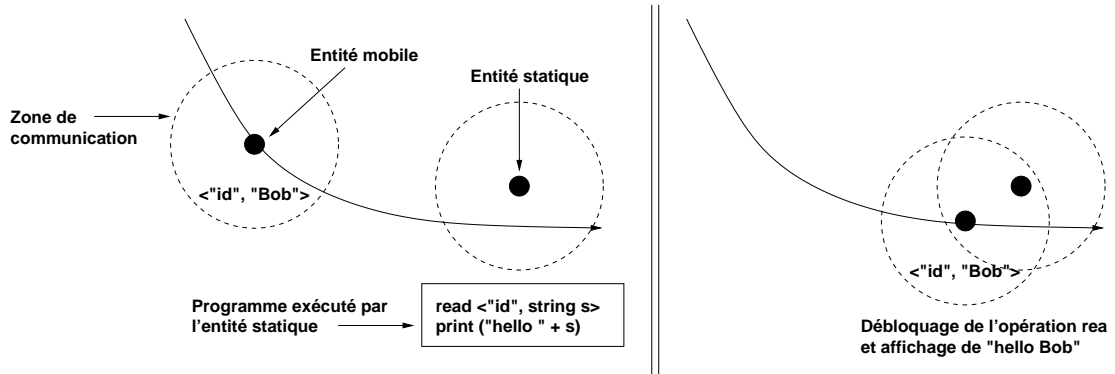 Entité mobile
Entité statique
Zone de
communication
<"id", "Bob">
Programme exécuté par
l'entité statique
read <"id", string s>
print ("hello " + s)
<"id", "Bob">
Débloquage de l'opération rea
et affichage de "hello Bob"